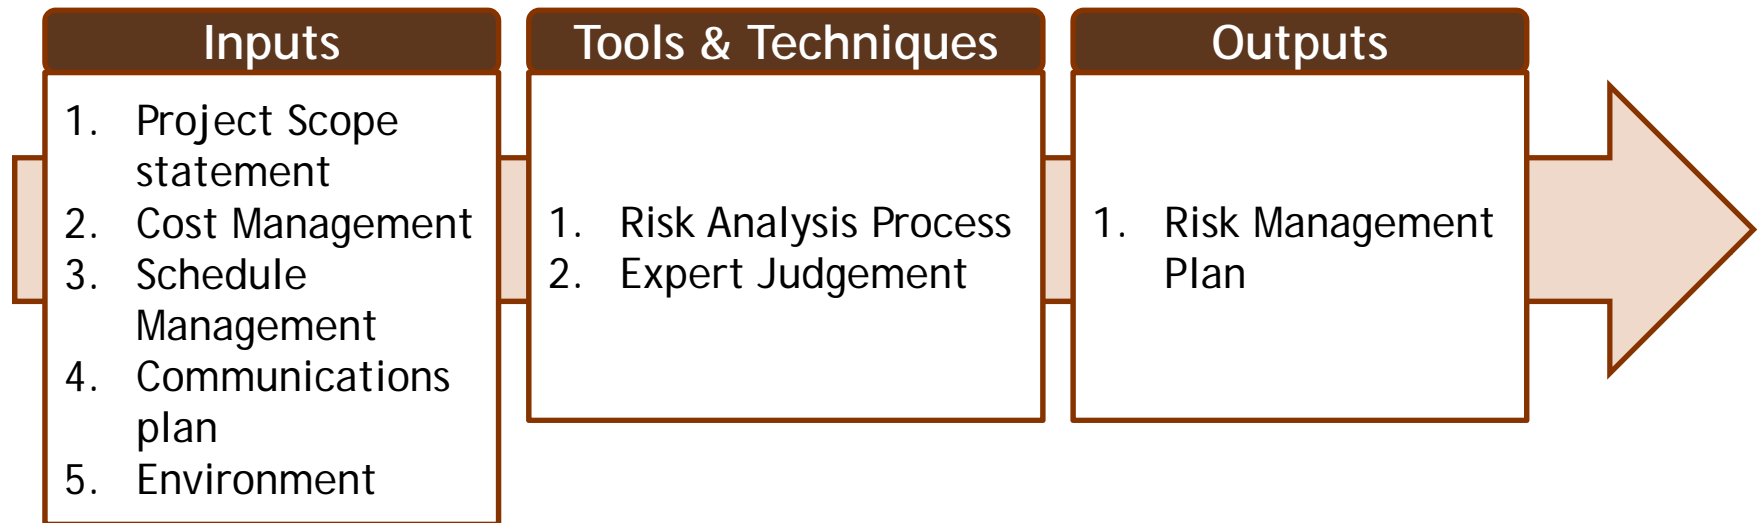 Inputs
1. Project Scope
statement
2. Cost Management
3. Schedule
Management
4. Communications
plan
5. Environment
Tools & Techniques
1. Risk Analysis Process
2. Expert Judgement
Outputs
1. Risk Management
Plan